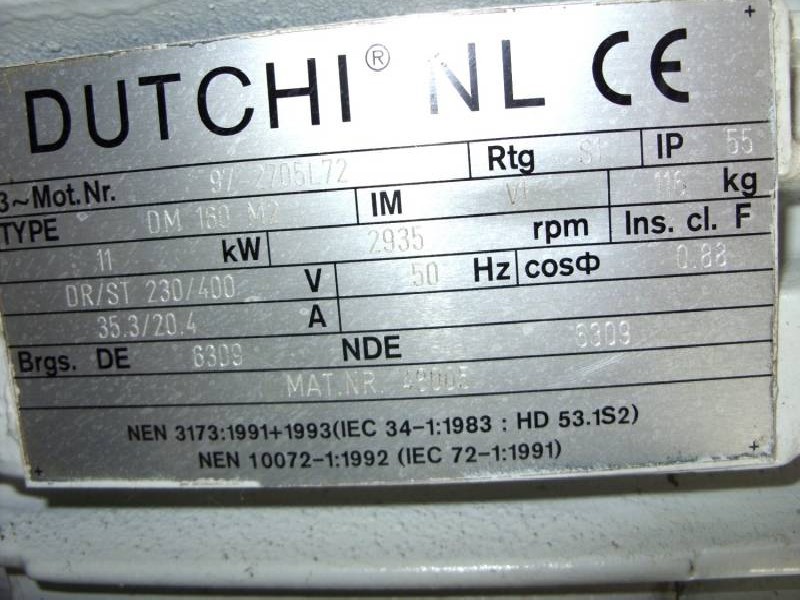 DUTCHI® NL CE
3~Mot.Nr. 97-2705L72 Rtg S1 IP 55
TYPE DM 160 M2 IM V1 kg
11 kW 2935 rpm Ins. cl. F
DR/ST 230/400 V 50 Hz cosΦ 0.88
35.3/20.4 A
Brgs. DE 6309 NDE 6309
MAT.NR.
NEN 3173:1991+1993(IEC 34-1:1983 : HD 53.1S2)
NEN 10072-1:1992 (IEC 72-1:1991)